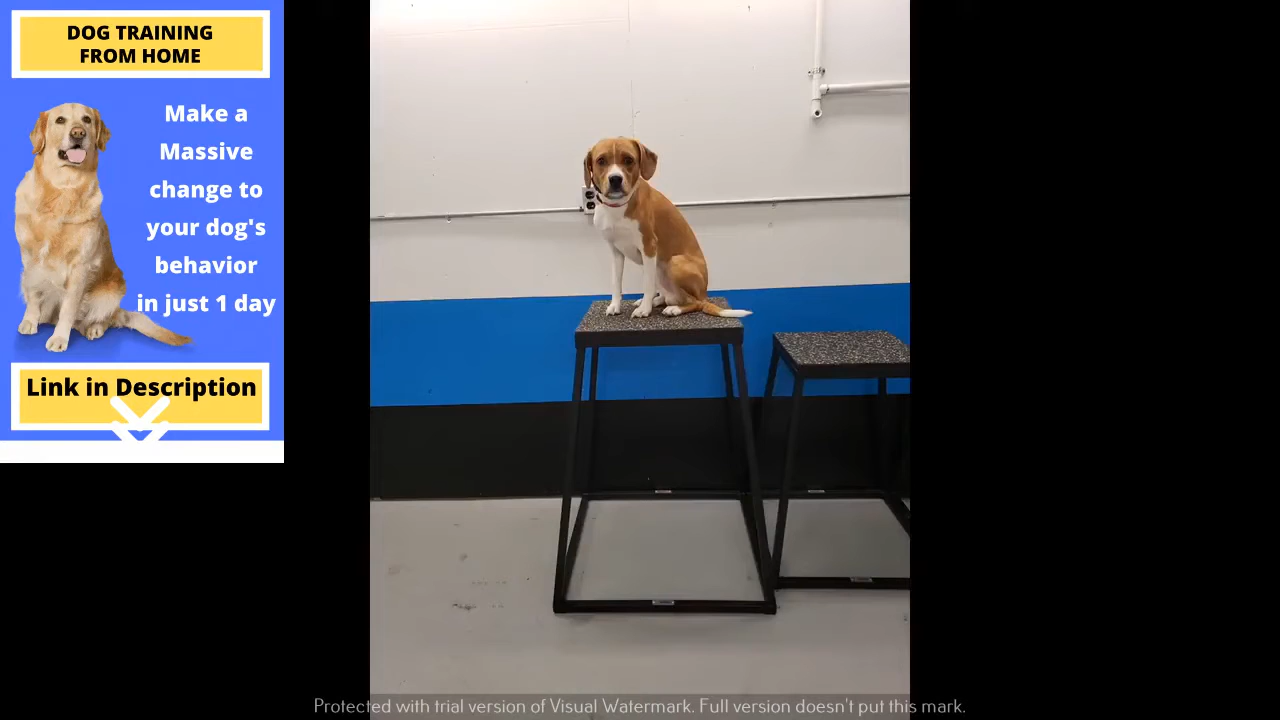 DOG TRAINING
FROM HOME
Make a
Massive
change to
your dog's
behavior
in just 1 day
Link in Description
Protected with trial version of Visual Watermark. Full version doesn't put this mark.